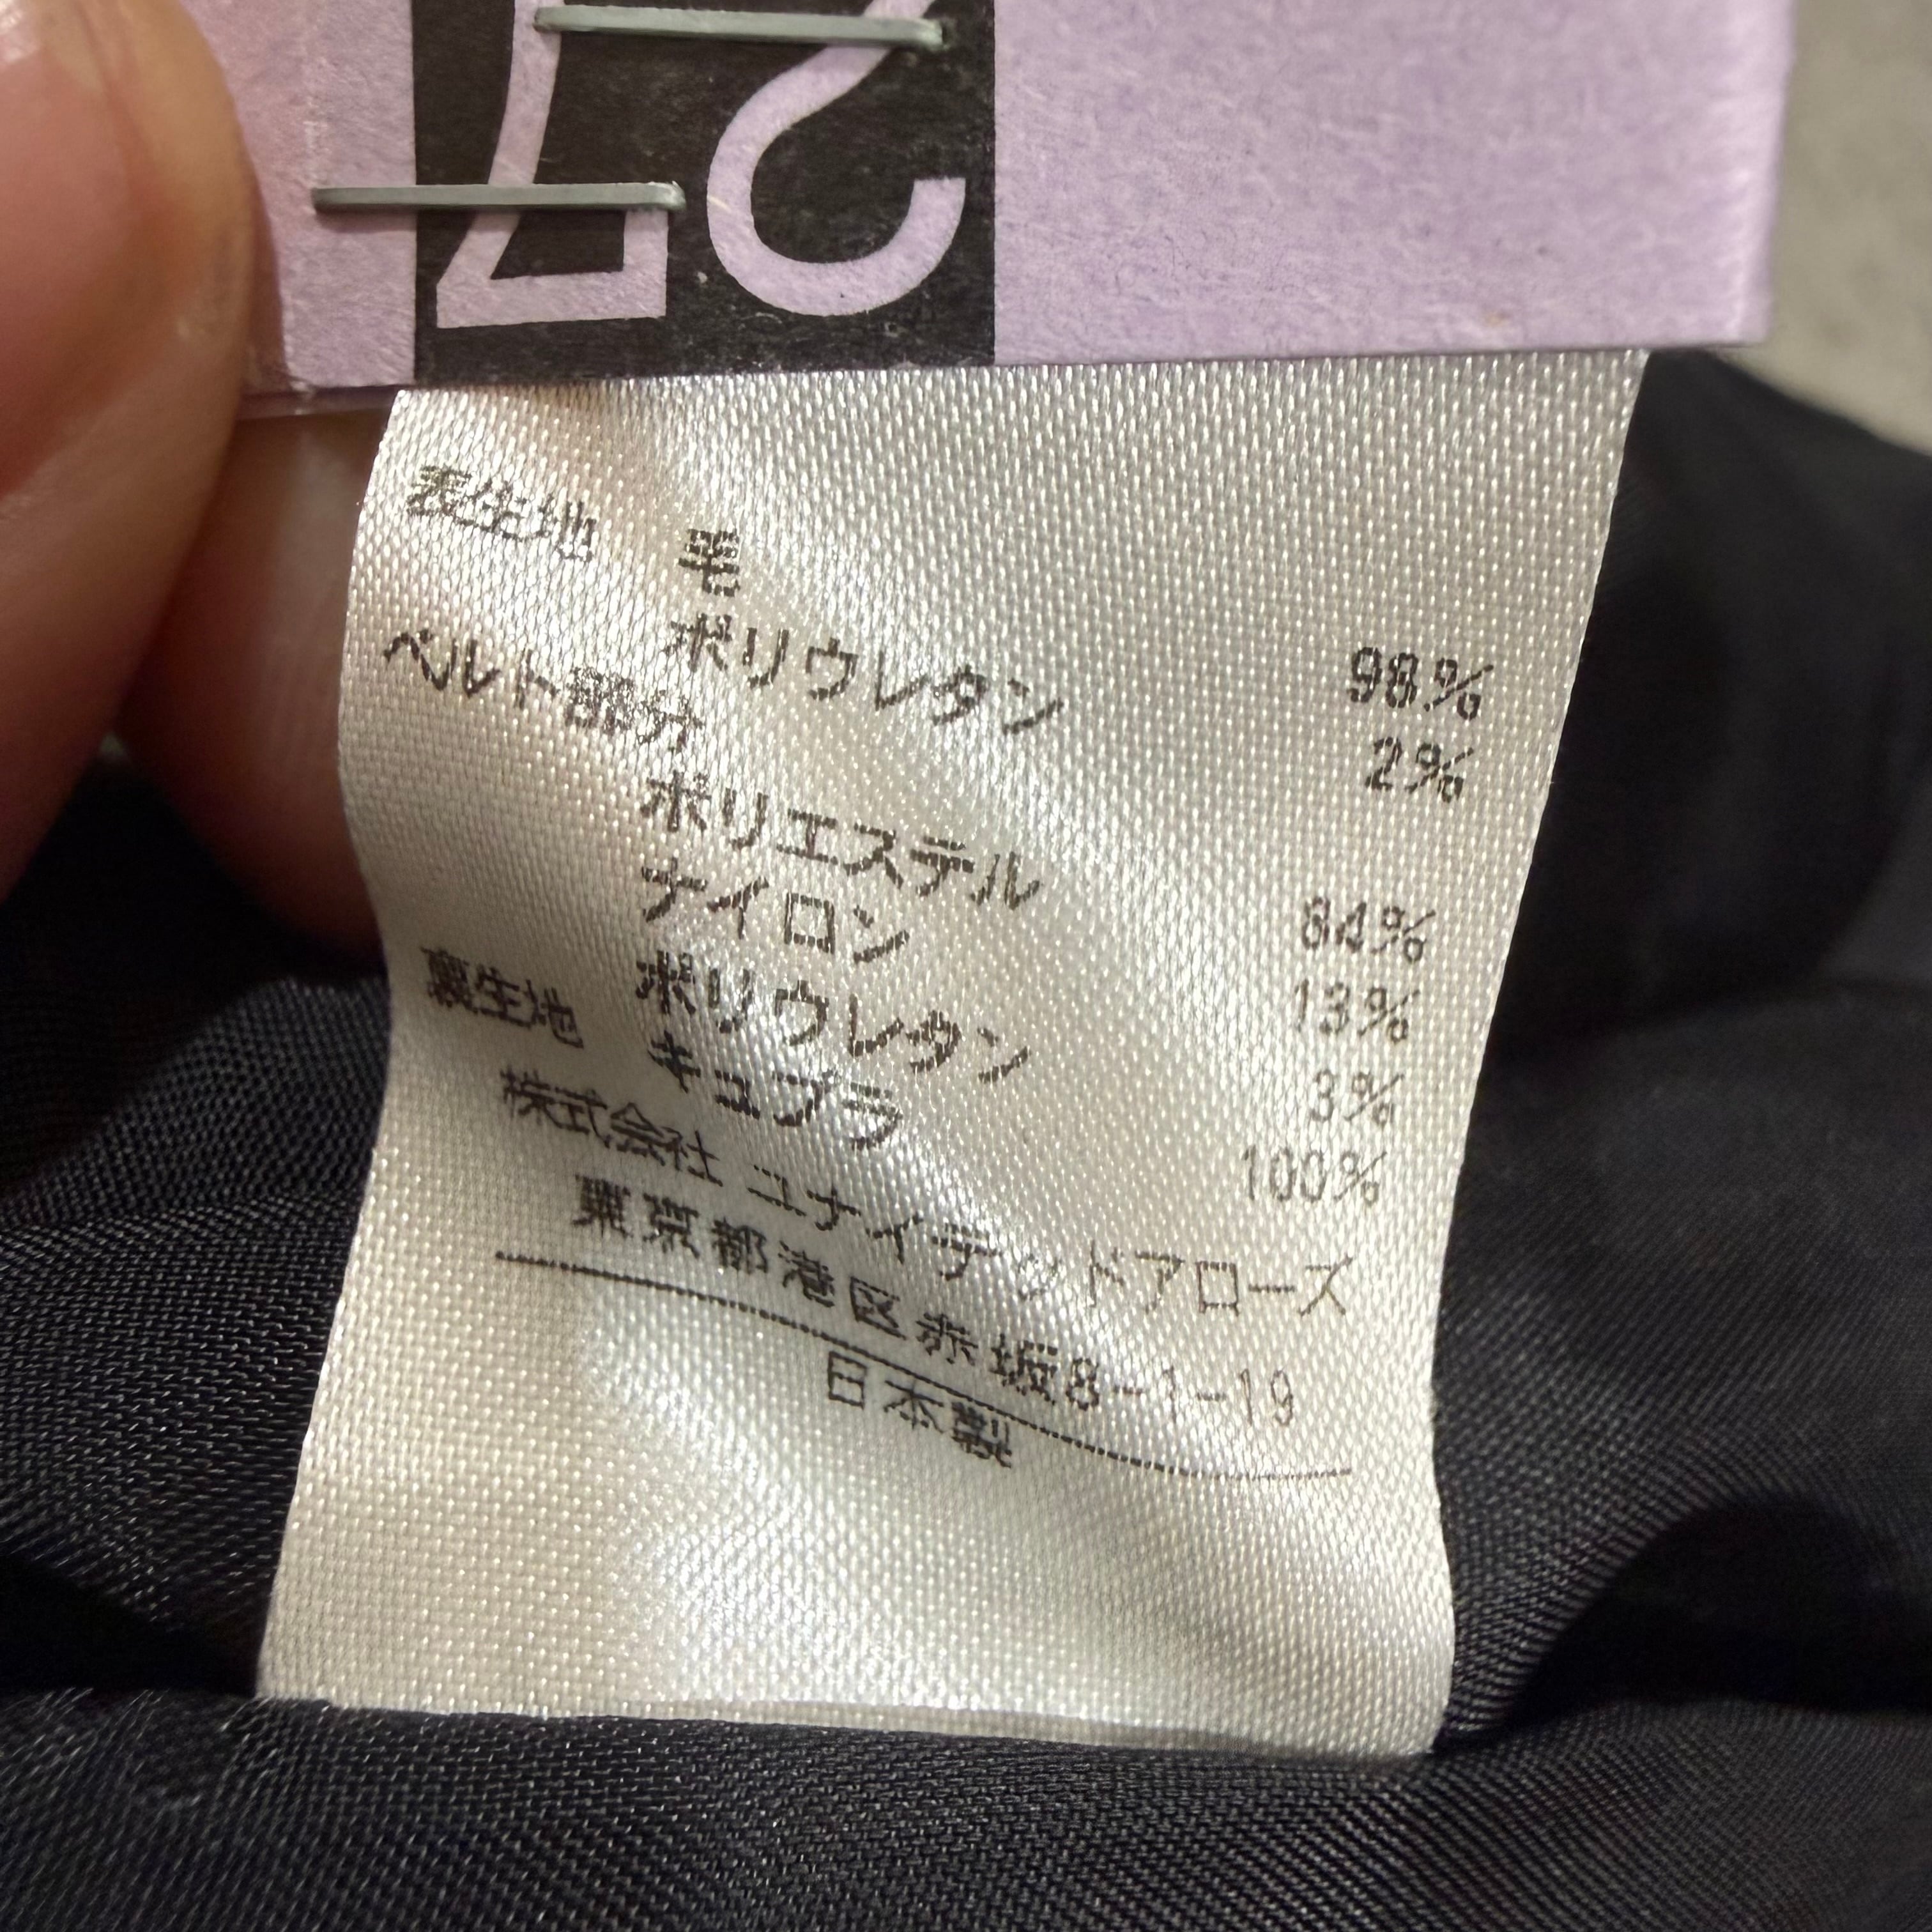 27
表生地 毛 98%
ポリウレタン 2%
ベルト部分
ポリエステル 84%
ナイロン 13%
ポリウレタン 3%
裏生地 キュプラ 100%
株式会社 ユナイテッドアローズ
東京都港区赤坂8-1-19
日本製